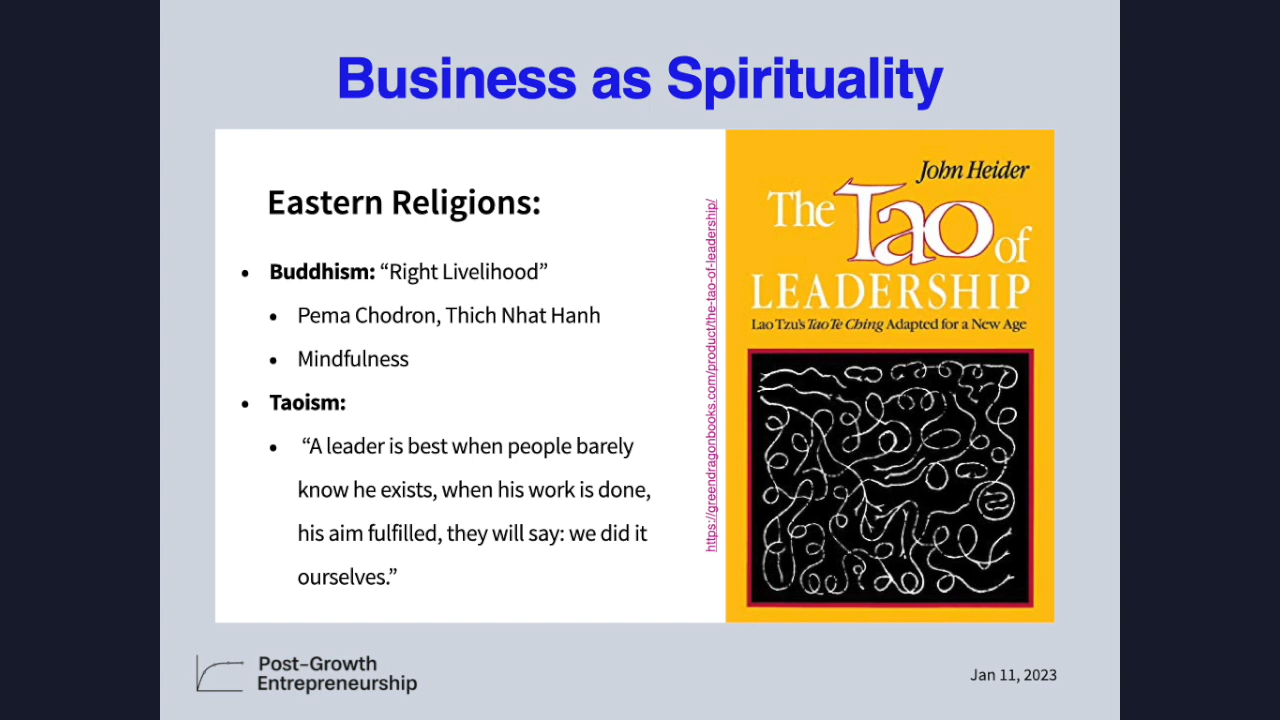 Business as Spirituality
Eastern Religions:
• Buddhism: “Right Livelihood”
• Pema Chodron, Thich Nhat Hanh
• Mindfulness
• Taoism:
• “A leader is best when people barely
know he exists, when his work is done,
his aim fulfilled, they will say: we did it
ourselves.”
https://greendragonbooks.com/product/the-tao-of-leadership/
John Heider
The Tao of
LEADERSHIP
Lao Tzu's Tao Te Ching Adapted for a New Age
Post-Growth
Entrepreneurship
Jan 11, 2023